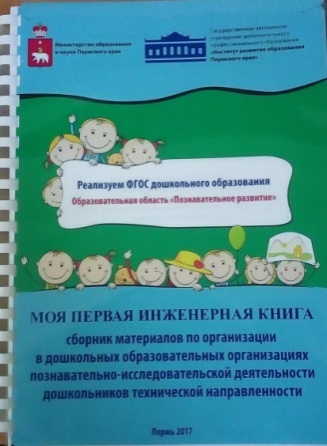 Министерство образования
и науки Пермского края
Государственное автономное
учреждение дополнительного
профессионального образования
«Институт развития образования
Пермского края»
Реализуем ФГОС дошкольного образования
Образовательная область «Познавательное развитие»
МОЯ ПЕРВАЯ ИНЖЕНЕРНАЯ КНИГА
сборник материалов по организации
в дошкольных образовательных организациях
познавательно-исследовательской деятельности
дошкольников технической направленности
Пермь 2017